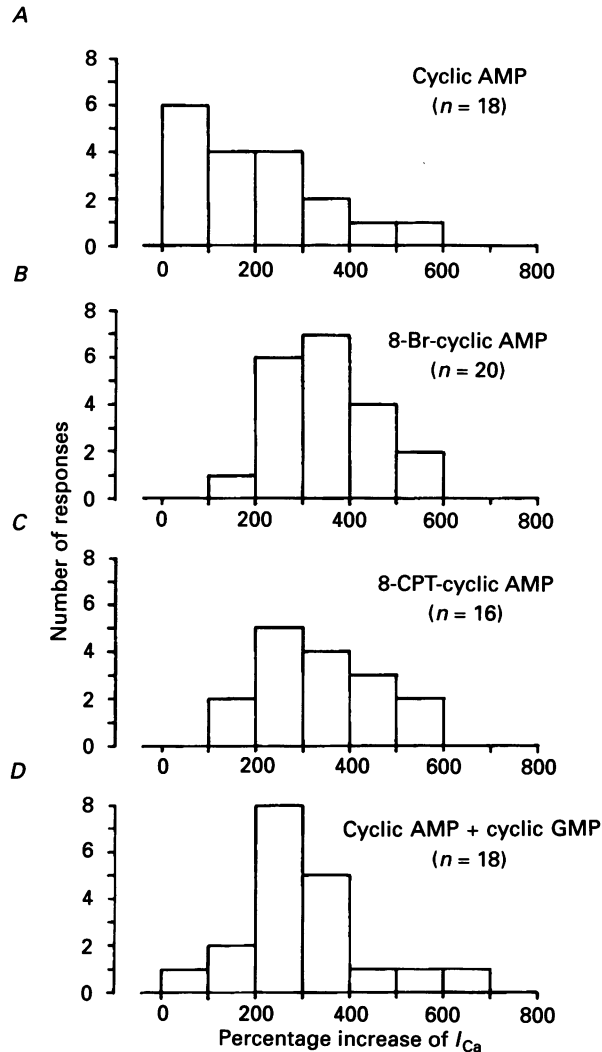 A
8
6
4
2
0
Cyclic AMP
(n = 18)
0 200 400 600 800
B
8
6
4
2
0
8-Br-cyclic AMP
(n = 20)
0 200 400 600 800
Number of responses
C
8
6
4
2
0
8-CPT-cyclic AMP
(n = 16)
0 200 400 600 800
D
8
6
4
2
0
Cyclic AMP + cyclic GMP
(n = 18)
0 200 400 600 800
Percentage increase of ICa